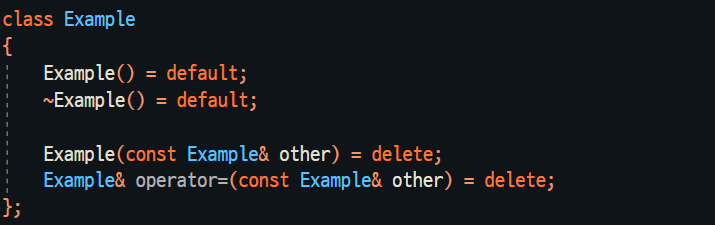 class Example
{
Example() = default;
~Example() = default;
Example(const Example& other) = delete;
Example& operator=(const Example& other) = delete;
};